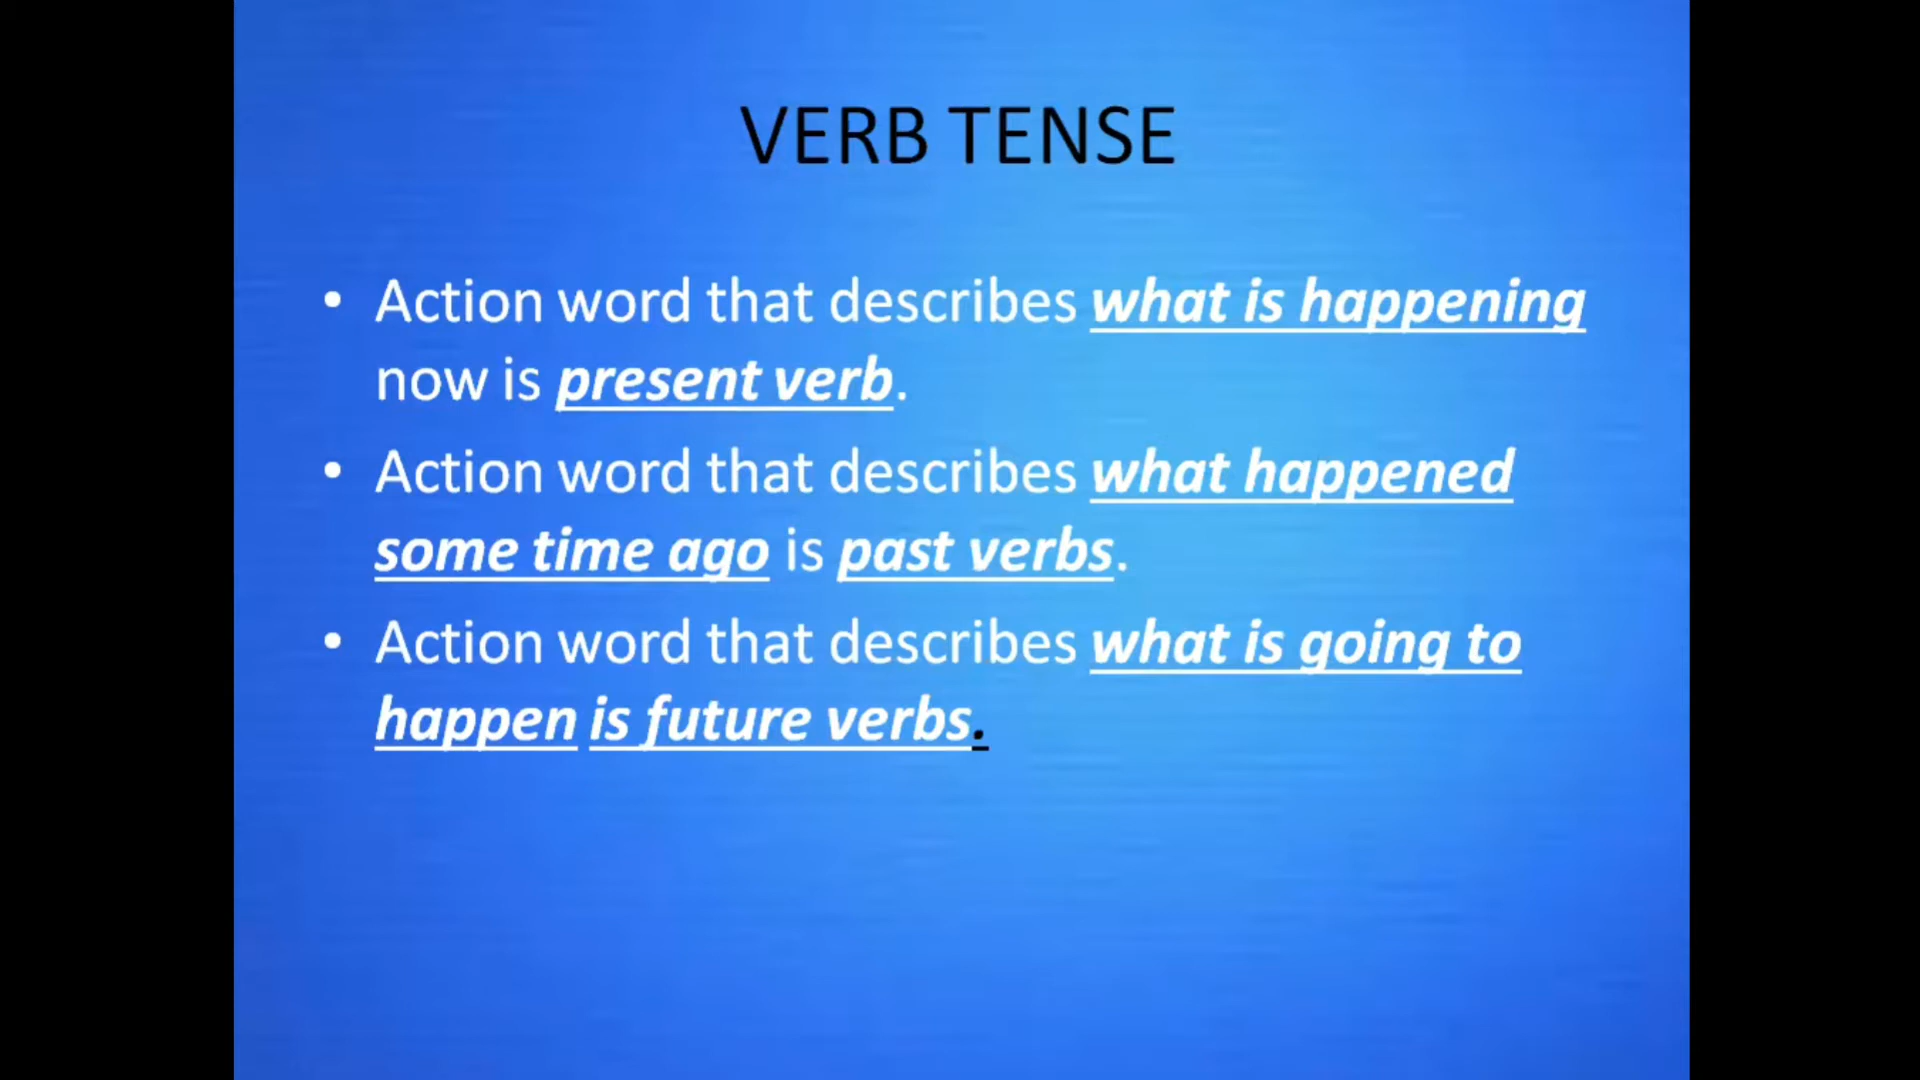 VERB TENSE
• Action word that describes what is happening
now is present verb.
• Action word that describes what happened
some time ago is past verbs.
• Action word that describes what is going to
happen is future verbs.